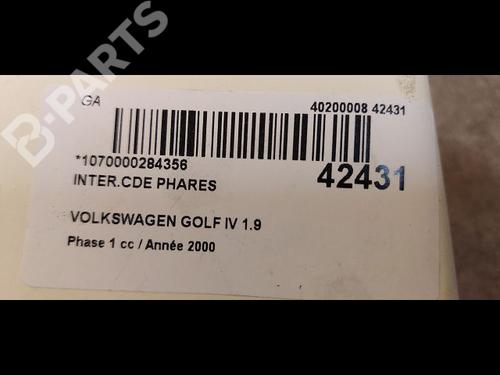 B-PARTS
GA
40200008 42431
*1070000284356
INTER.CDE PHARES
42431
VOLKSWAGEN GOLF IV 1.9
Phase 1 cc / Année 2000